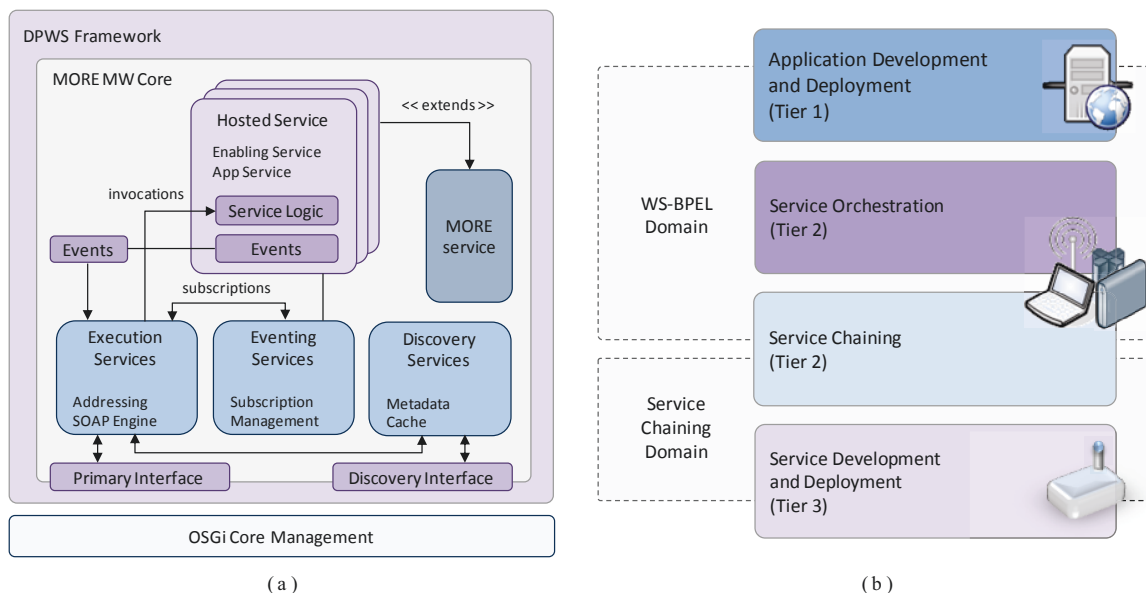 DPWS Framework
MORE MW Core
<< extends >>
Hosted Service
Enabling Service
App Service
invocations
Service Logic
Events
Events
MORE
service
subscriptions
Execution
Services
Addressing
SOAP Engine
Eventing
Services
Subscription
Management
Discovery
Services
Metadata
Cache
Primary Interface
Discovery Interface
OSGi Core Management
( a )
Application Development
and Deployment
(Tier 1)
WS-BPEL
Domain
Service Orchestration
(Tier 2)
Service Chaining
(Tier 2)
Service
Chaining
Domain
Service Development
and Deployment
(Tier 3)
( b )